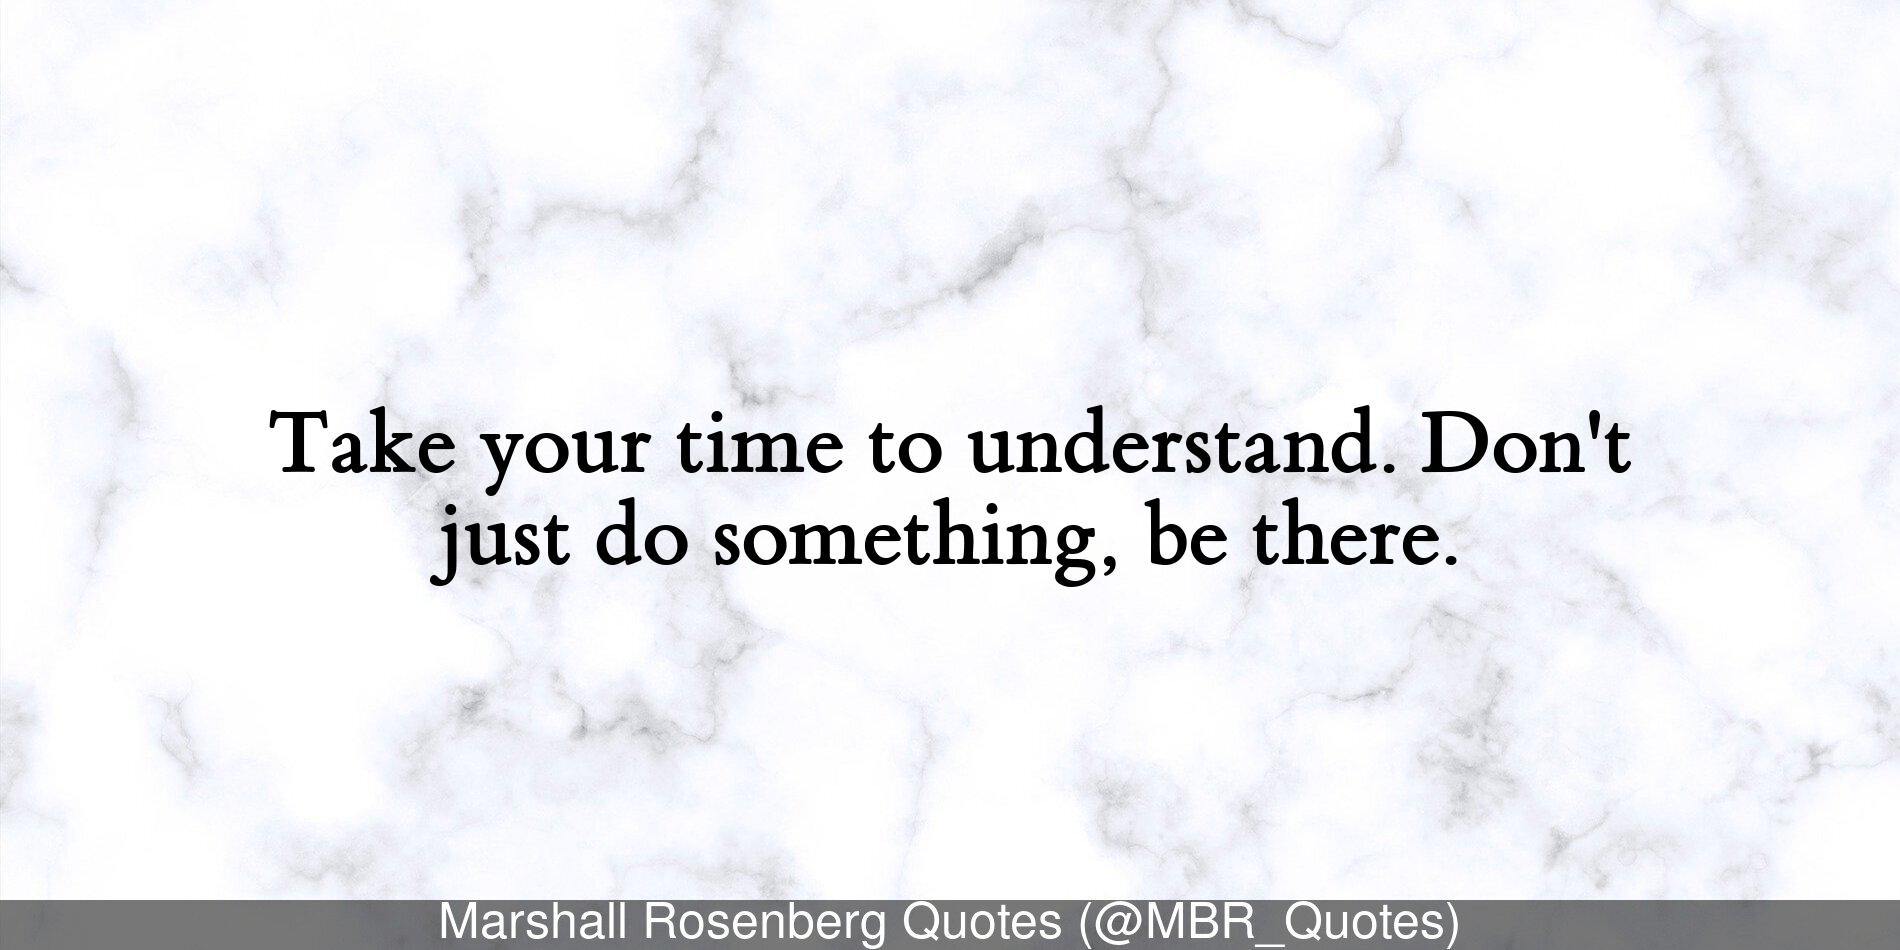 Take your time to understand. Don't
just do something, be there.
Marshall Rosenberg Quotes (@MBR_Quotes)